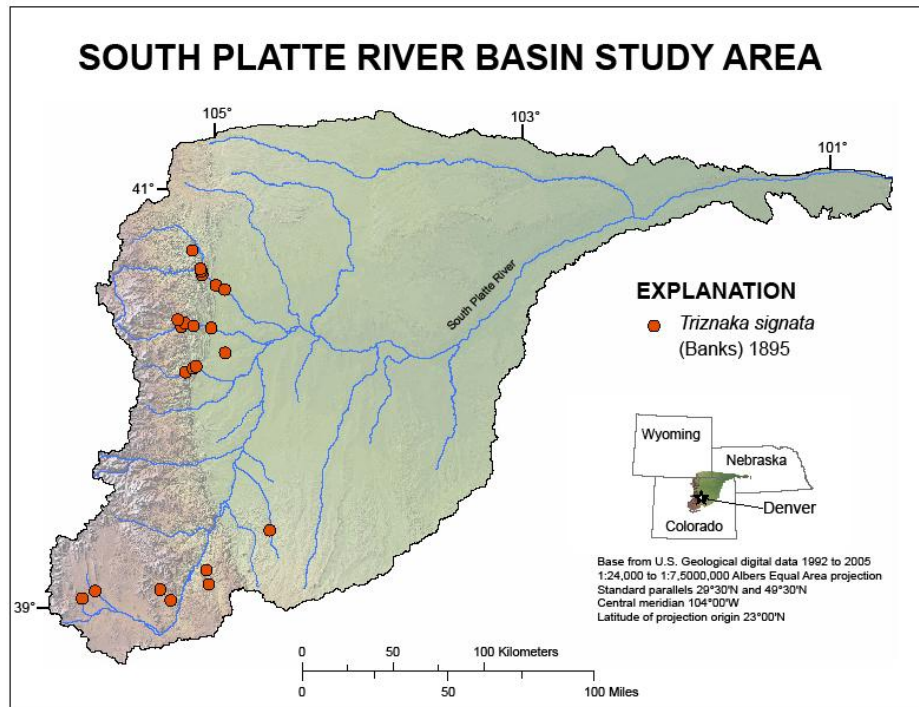 SOUTH PLATTE RIVER BASIN STUDY AREA
105°
103°
101°
41°
South Platte River
EXPLANATION
Triznaka signata
(Banks) 1895
Wyoming
Nebraska
Denver
Colorado
Base from U.S. Geological digital data 1992 to 2005
1:24,000 to 1:7,5000,000 Albers Equal Area projection
Standard parallels 29°30'N and 49°30'N
Central meridian 104°00'W
Latitude of projection origin 23°00'N
39°
0 50 100 Kilometers
0 50 100 Miles